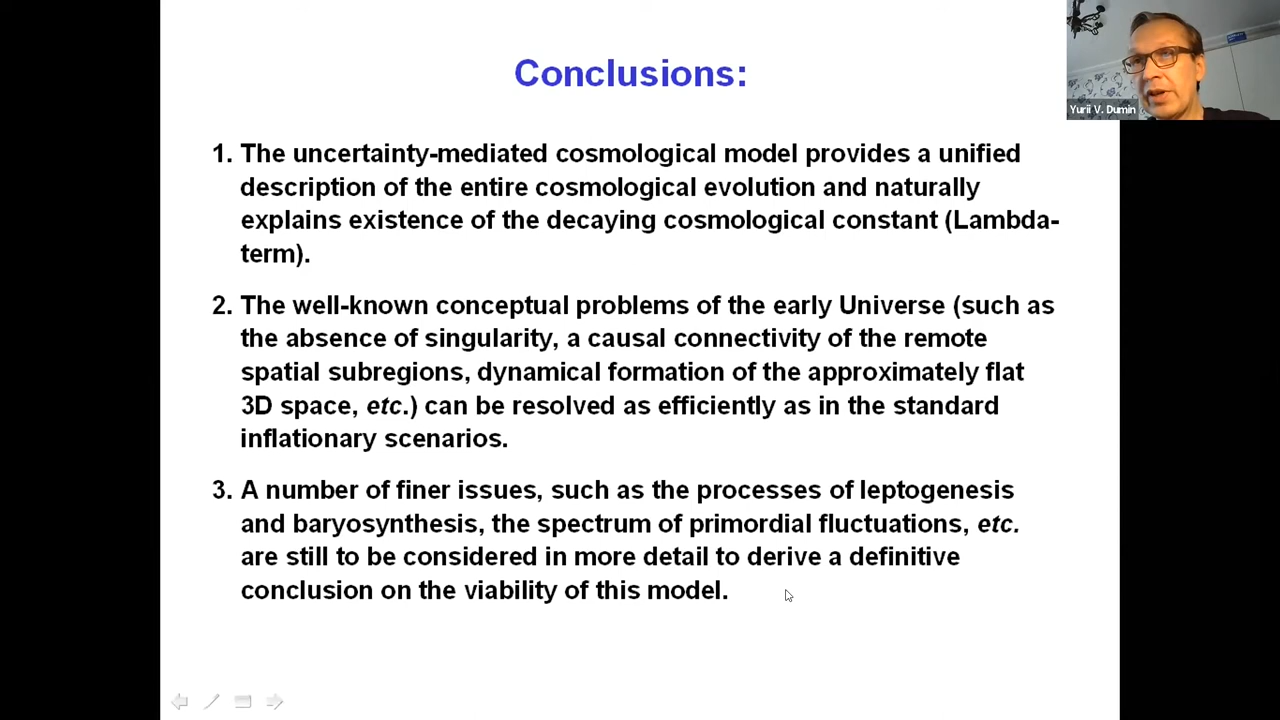 Conclusions:
Yurii V. Dumin
1. The uncertainty-mediated cosmological model provides a unified
description of the entire cosmological evolution and naturally
explains existence of the decaying cosmological constant (Lambda-
term).
2. The well-known conceptual problems of the early Universe (such as
the absence of singularity, a causal connectivity of the remote
spatial subregions, dynamical formation of the approximately flat
3D space, etc.) can be resolved as efficiently as in the standard
inflationary scenarios.
3. A number of finer issues, such as the processes of leptogenesis
and baryosynthesis, the spectrum of primordial fluctuations, etc.
are still to be considered in more detail to derive a definitive
conclusion on the viability of this model.